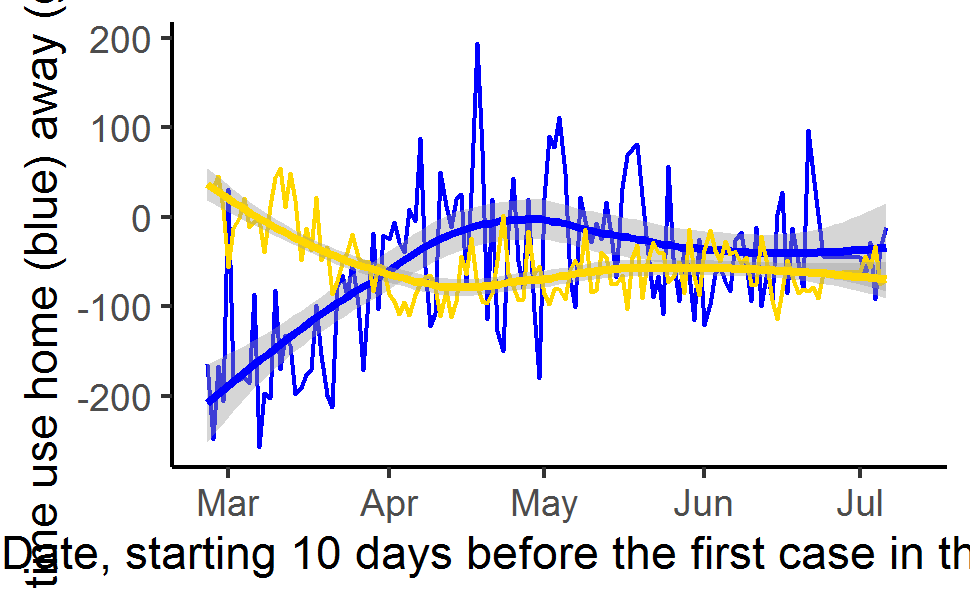 time use home (blue) away (
200
100
0
-100
-200
Mar Apr May Jun Jul
Date, starting 10 days before the first case in th